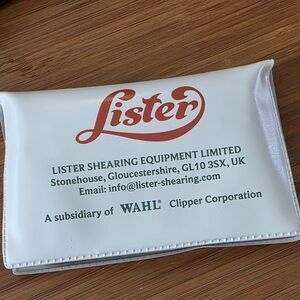 Lister
LISTER SHEARING EQUIPMENT LIMITED
Stonehouse, Gloucestershire, GL10 3SX, UK
Email: info@lister-shearing.com
A subsidiary of WAHL® Clipper Corporation